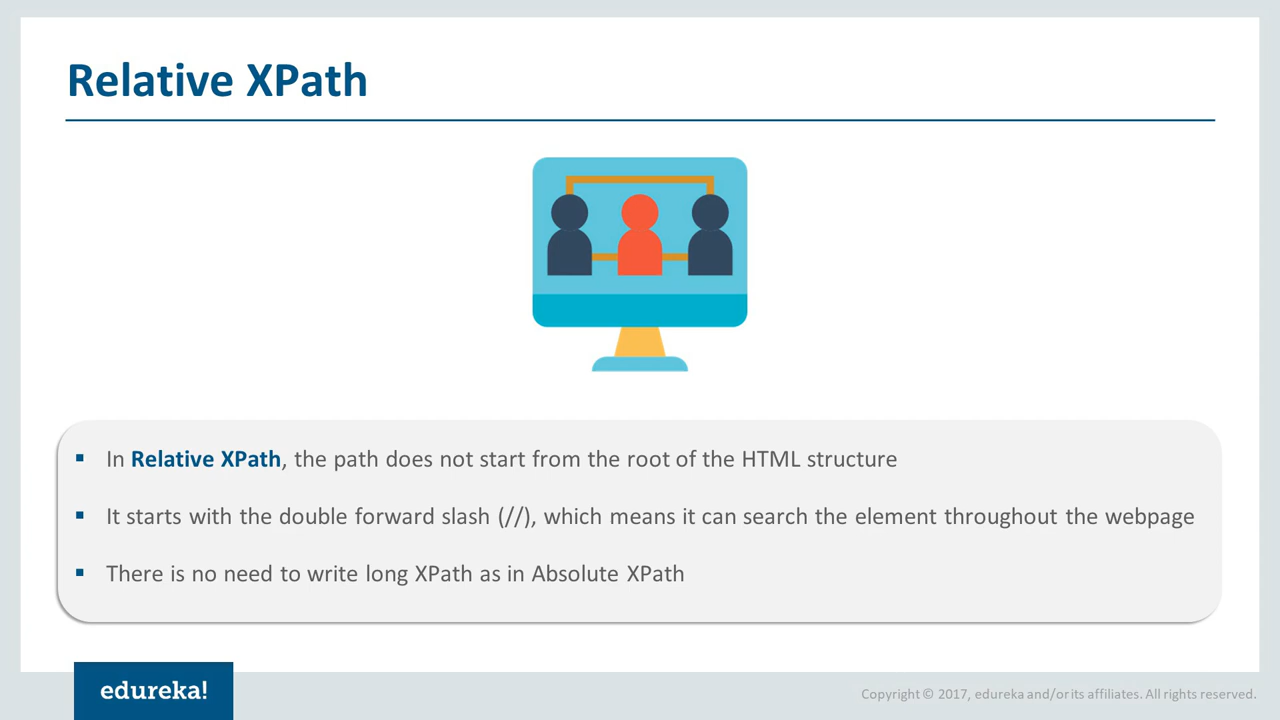 Relative XPath
▪ In Relative XPath, the path does not start from the root of the HTML structure
▪ It starts with the double forward slash (//), which means it can search the element throughout the webpage
▪ There is no need to write long XPath as in Absolute XPath
edureka!
Copyright © 2017, edureka and/or its affiliates. All rights reserved.